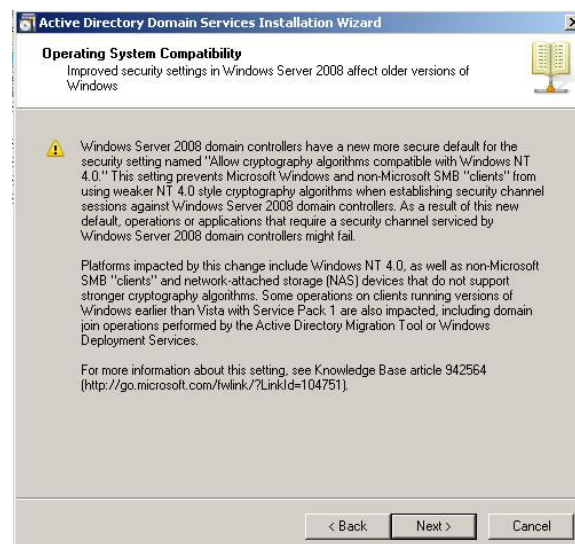 Active Directory Domain Services Installation Wizard
Operating System Compatibility
Improved security settings in Windows Server 2008 affect older versions of
Windows
Windows Server 2008 domain controllers have a new more secure default for the
security setting named "Allow cryptography algorithms compatible with Windows NT
4.0." This setting prevents Microsoft Windows and non-Microsoft SMB "clients" from
using weaker NT 4.0 style cryptography algorithms when establishing security channel
sessions against Windows Server 2008 domain controllers. As a result of this new
default, operations or applications that require a security channel serviced by
Windows Server 2008 domain controllers might fail.
Platforms impacted by this change include Windows NT 4.0, as well as non-Microsoft
SMB "clients" and network-attached storage (NAS) devices that do not support
stronger cryptography algorithms. Some operations on clients running versions of
Windows earlier than Vista with Service Pack 1 are also impacted, including domain
join operations performed by the Active Directory Migration Tool or Windows
Deployment Services.
For more information about this setting, see Knowledge Base article 942564
(http://go.microsoft.com/fwlink/?LinkId=104751).
< Back Next > Cancel